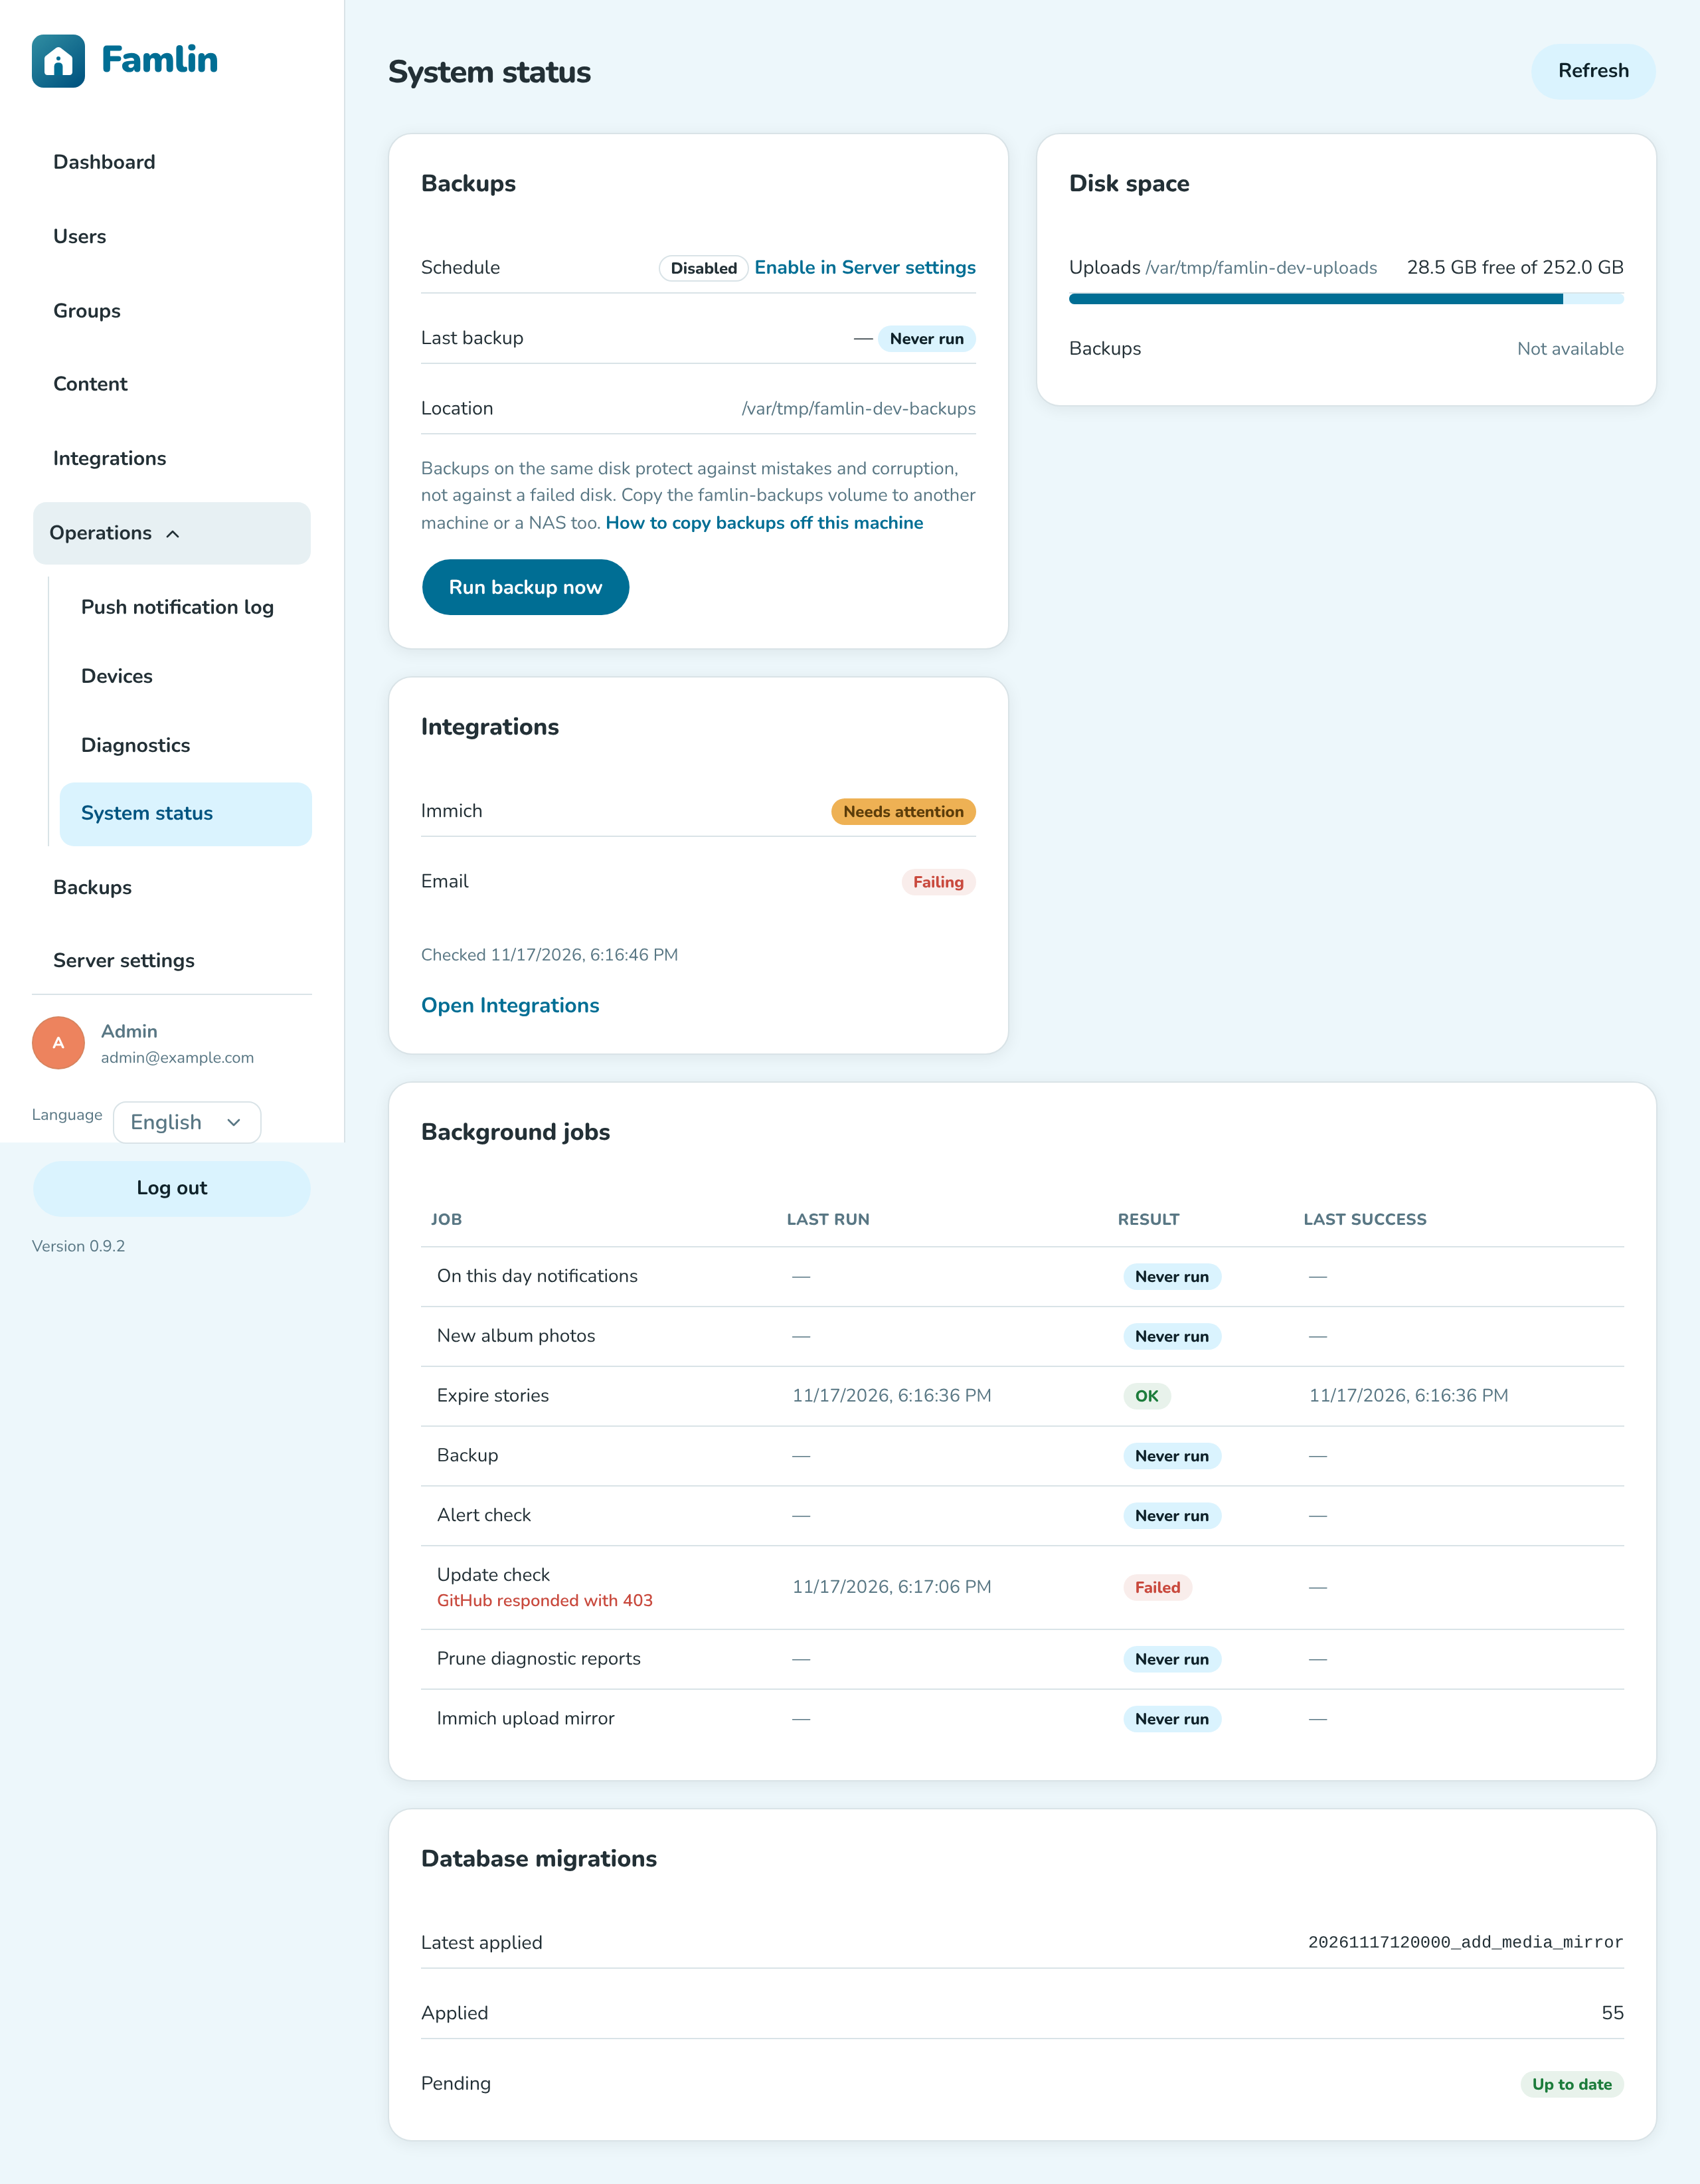 Famlin
Dashboard
Users
Groups
Content
Integrations
Operations
Push notification log
Devices
Diagnostics
System status
Backups
Server settings
Admin
A
admin@example.com
Language
English
Log out
Version 0.9.2
System status
Refresh
Backups
Schedule Disabled Enable in Server settings
Last backup — Never run
Location /var/tmp/famlin-dev-backups
Backups on the same disk protect against mistakes and corruption,
not against a failed disk. Copy the famlin-backups volume to another
machine or a NAS too. How to copy backups off this machine
Run backup now
Disk space
Uploads /var/tmp/famlin-dev-uploads 28.5 GB free of 252.0 GB
Backups Not available
Integrations
Immich Needs attention
Email Failing
Checked 11/17/2026, 6:16:46 PM
Open Integrations
Background jobs
JOB LAST RUN RESULT LAST SUCCESS
On this day notifications — Never run —
New album photos — Never run —
Expire stories 11/17/2026, 6:16:36 PM OK 11/17/2026, 6:16:36 PM
Backup — Never run —
Alert check — Never run —
Update check 11/17/2026, 6:17:06 PM Failed —
GitHub responded with 403
Prune diagnostic reports — Never run —
Immich upload mirror — Never run —
Database migrations
Latest applied 20261117120000_add_media_mirror
Applied 55
Pending Up to date